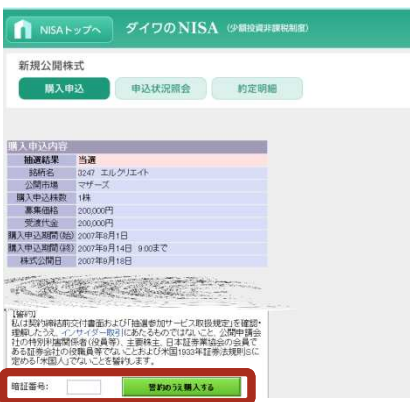 NISAトップへ ダイワのNISA (少額投資非課税制度)
新規公開株式
購入申込 申込状況照会 約定明細
購入申込内容
抽選結果 当選
銘柄名 3247 エルクリエイト
公開市場 マザーズ
購入申込株数 1株
募集価格 200,000円
受渡代金 200,000円
購入申込期間(始) 2007年8月1日
購入申込期間(終) 2007年9月14日 9:00まで
株式公開日 2007年9月18日
【誓約】
私は契約締結前交付書面および「抽選参加サービス取扱規定」を確認・
理解したうえ、インサイダー取引にあたるものではないこと、公開申請会
社の特別利害関係者(役員等)、主要株主、日本証券業協会の会員で
ある証券会社の役職員等でないことおよび米国1933年証券法規則Sに
定める「米国人」でないことを誓約します。
暗証番号: 誓約のうえ購入する